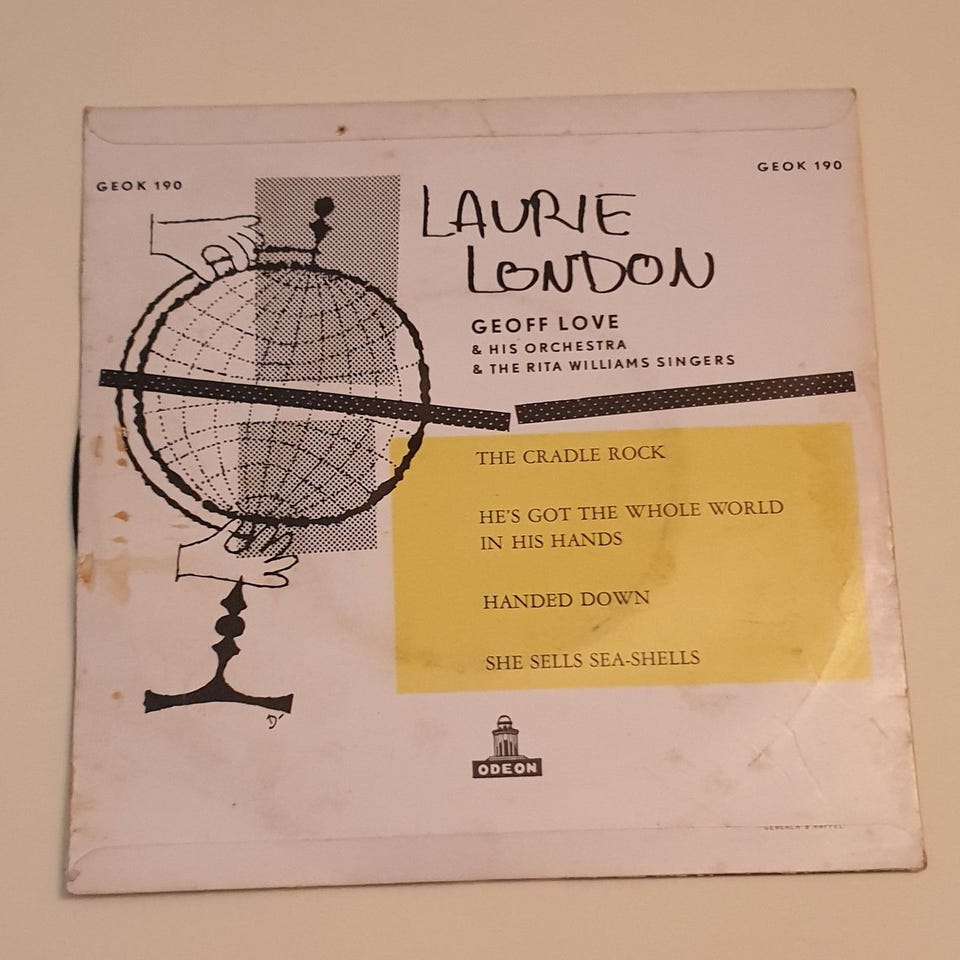 GEOK 190
GEOK 190
LAURIE
LONDON
GEOFF LOVE
& HIS ORCHESTRA
& THE RITA WILLIAMS SINGERS
THE CRADLE ROCK
HE'S GOT THE WHOLE WORLD
IN HIS HANDS
HANDED DOWN
SHE SELLS SEA-SHELLS
ODEON